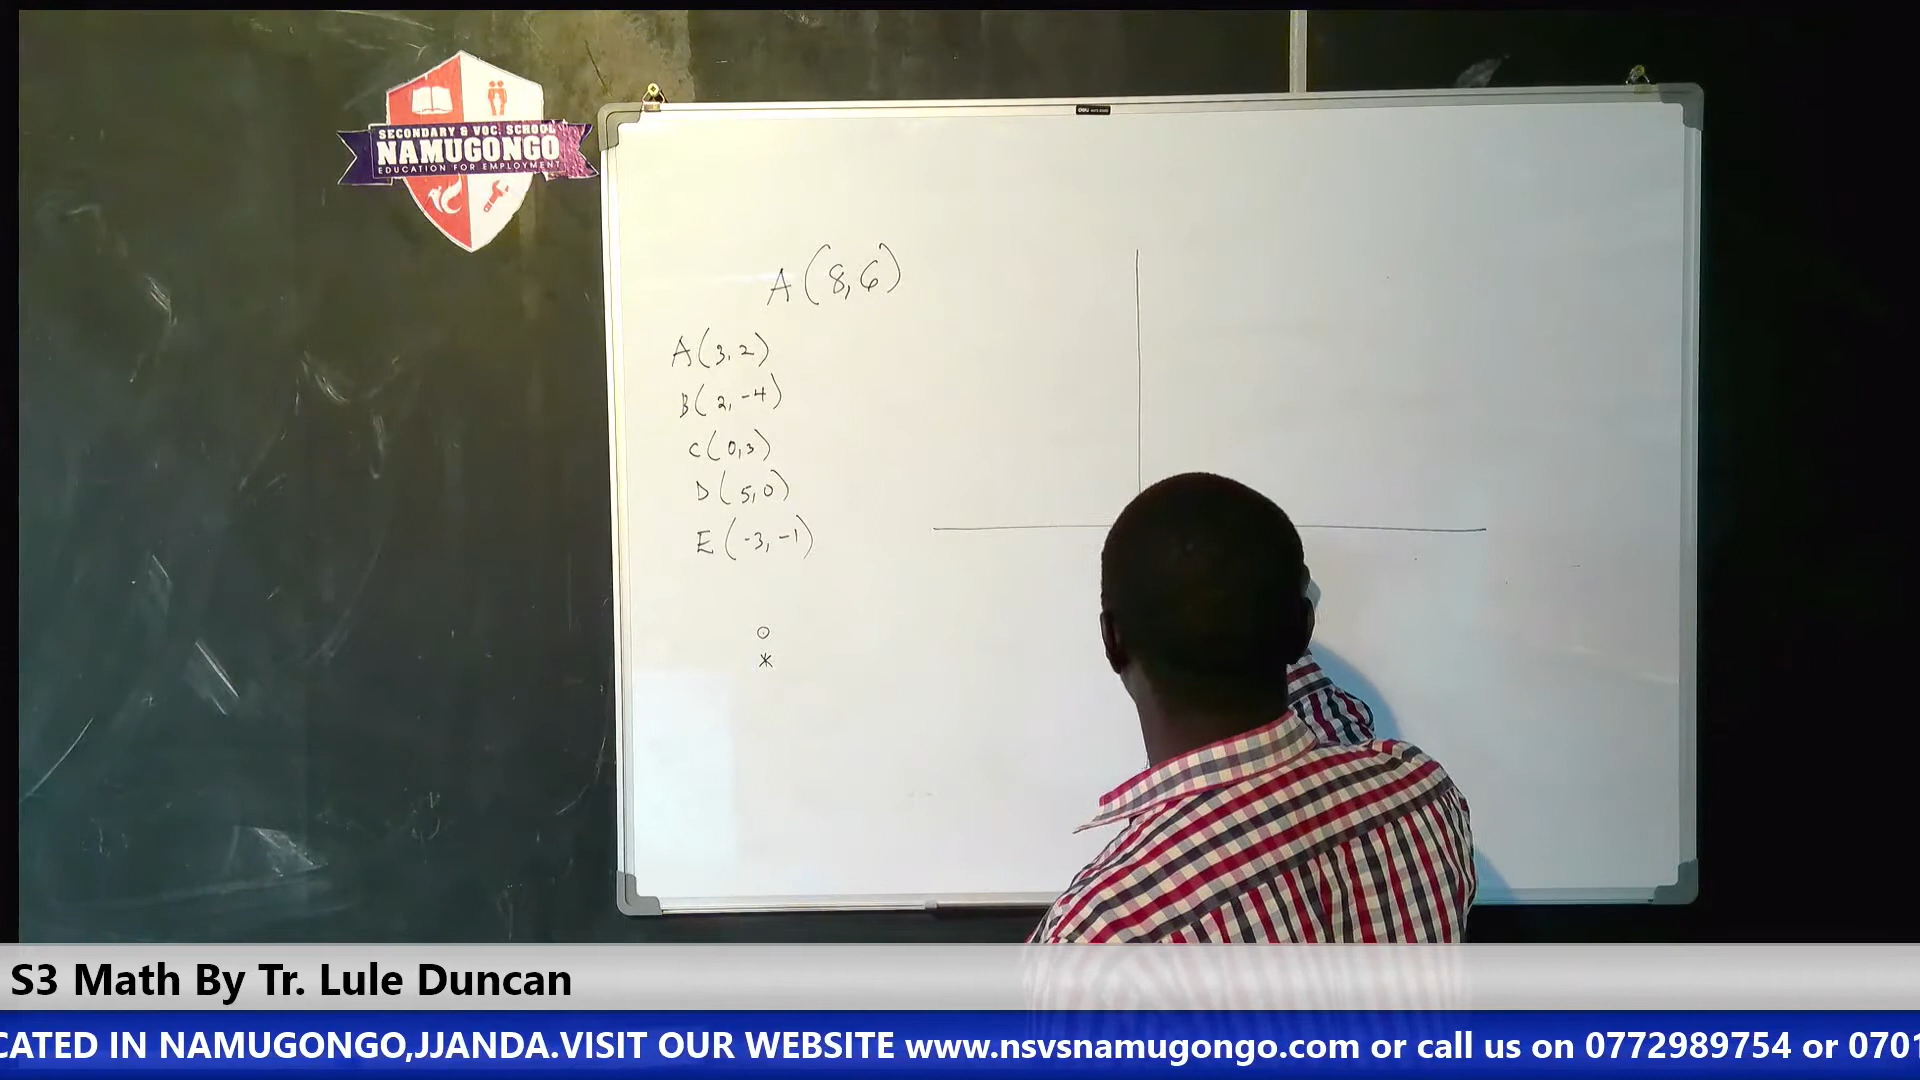 SECONDARY & VOC. SCHOOL
NAMUGONGO
EDUCATION FOR EMPLOYMENT
A (8,6)
A (3,2)
B (2,-4)
C (0,3)
D (5,0)
E (-3,-1)
S3 Math By Tr. Lule Duncan
CATED IN NAMUGONGO,JJANDA.VISIT OUR WEBSITE www.nsvsnamugongo.com or call us on 0772989754 or 0701